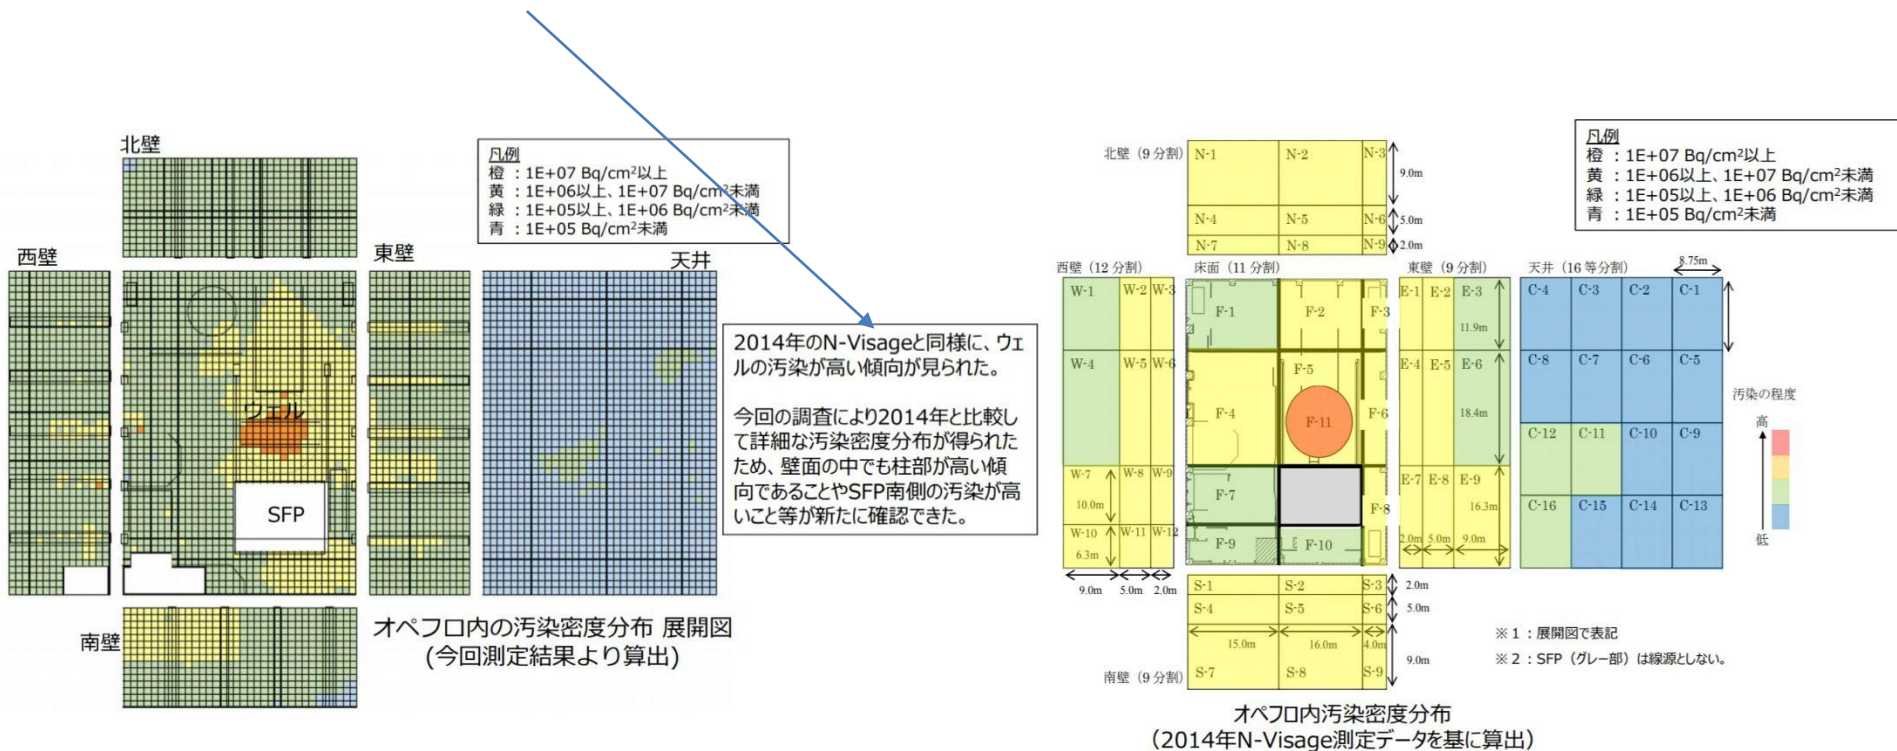 北壁
凡例
橙 : 1E+07 Bq/cm²以上
黄 : 1E+06以上、1E+07 Bq/cm²未満
緑 : 1E+05以上、1E+06 Bq/cm²未満
青 : 1E+05 Bq/cm²未満
西壁
東壁
天井
ウェル
SFP
南壁
オペフロ内の汚染密度分布 展開図
(今回測定結果より算出)
2014年のN-Visageと同様に、ウェ
ルの汚染が高い傾向が見られた。
今回の調査により2014年と比較し
て詳細な汚染密度分布が得られた
ため、壁面の中でも柱部が高い傾
向であることやSFP南側の汚染が高
いこと等が新たに確認できた。
凡例
橙 : 1E+07 Bq/cm²以上
黄 : 1E+06以上、1E+07 Bq/cm²未満
緑 : 1E+05以上、1E+06 Bq/cm²未満
青 : 1E+05 Bq/cm²未満
北壁 (9 分割)
N-1 N-2 N-3
9.0m
N-4 N-5 N-6 5.0m
N-7 N-8 N-9 2.0m
西壁 (12 分割)
W-1 W-2 W-3
W-4 W-5 W-6
W-7 W-8 W-9
10.0m
W-10 W-11 W-12
6.3m
9.0m 5.0m 2.0m
床面 (11 分割)
F-1 F-2 F-3
F-5
F-4 F-11 F-6
F-7 F-8
F-9 F-10
東壁 (9 分割)
E-1 E-2 E-3
11.9m
E-4 E-5 E-6
18.4m
E-7 E-8 E-9
16.3m
2.0m 5.0m 9.0m
天井 (16 等分割)
8.75m
C-4 C-3 C-2 C-1
C-8 C-7 C-6 C-5
C-12 C-11 C-10 C-9
C-16 C-15 C-14 C-13
汚染の程度
高
低
S-1 S-2 S-3 2.0m
S-4 S-5 S-6 5.0m
15.0m 16.0m 4.0m
9.0m
S-7 S-8 S-9
南壁 (9 分割)
※1：展開図で表記
※2：SFP（グレー部）は線源としない。
オペフロ内汚染密度分布
（2014年N-Visage測定データを基に算出）